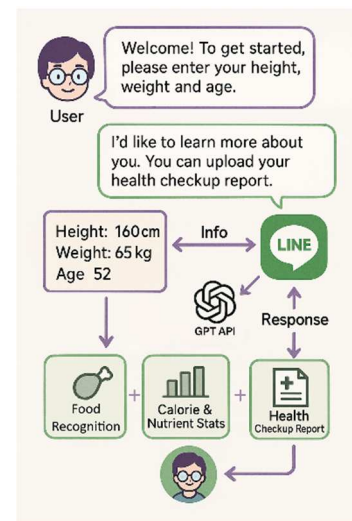 Welcome! To get started,
please enter your height,
weight and age.
User
I'd like to learn more about
you. You can upload your
health checkup report.
Height: 160cm
Weight: 65kg
Age 52
Info
LINE
GPT API
Response
Food
Recognition
+
Calorie &
Nutrient Stats
+
Health
Checkup Report